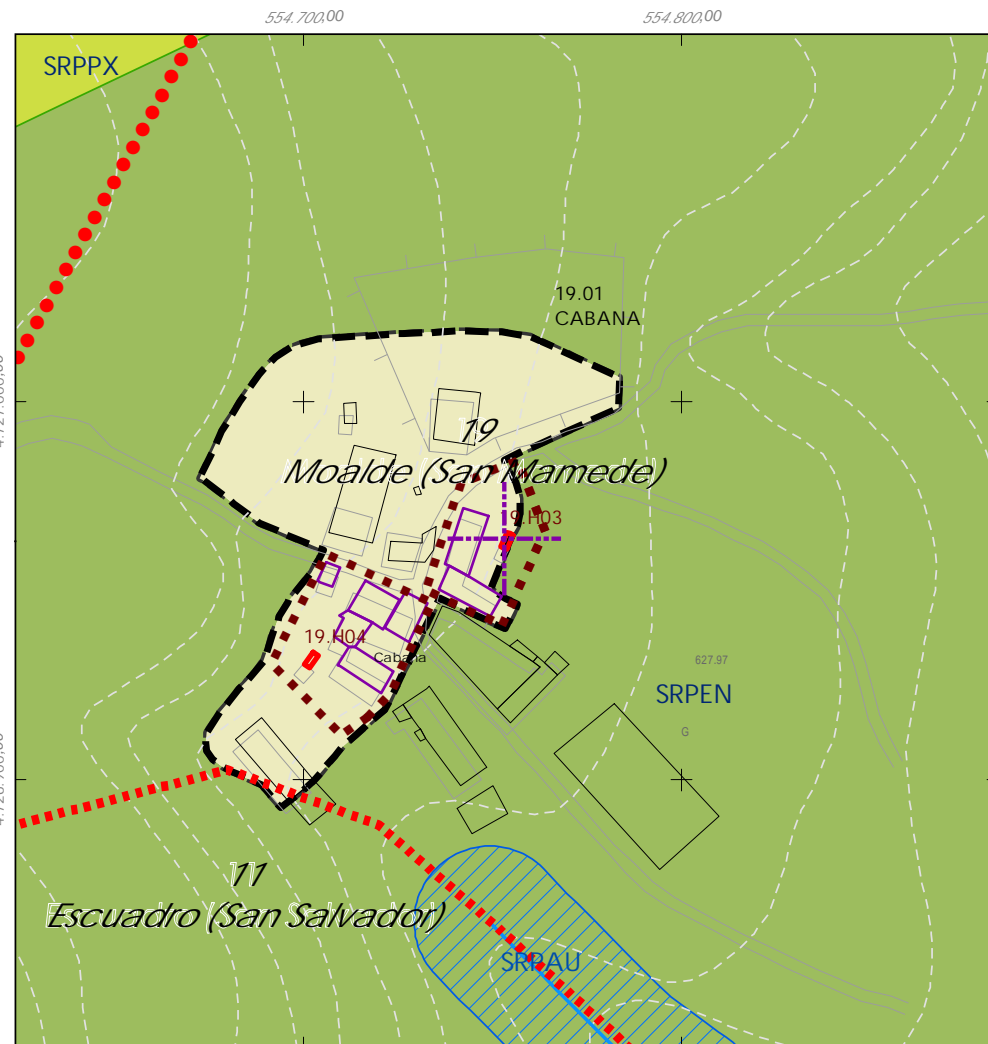 554.700,00
554.800,00
SRPPX
19.01
CABANA
19
Moalde (San Mamede)
19.H03
19.H04
Cabana
627.97
SRPEN
G
11
Escuadro (San Salvador)
SRPAU